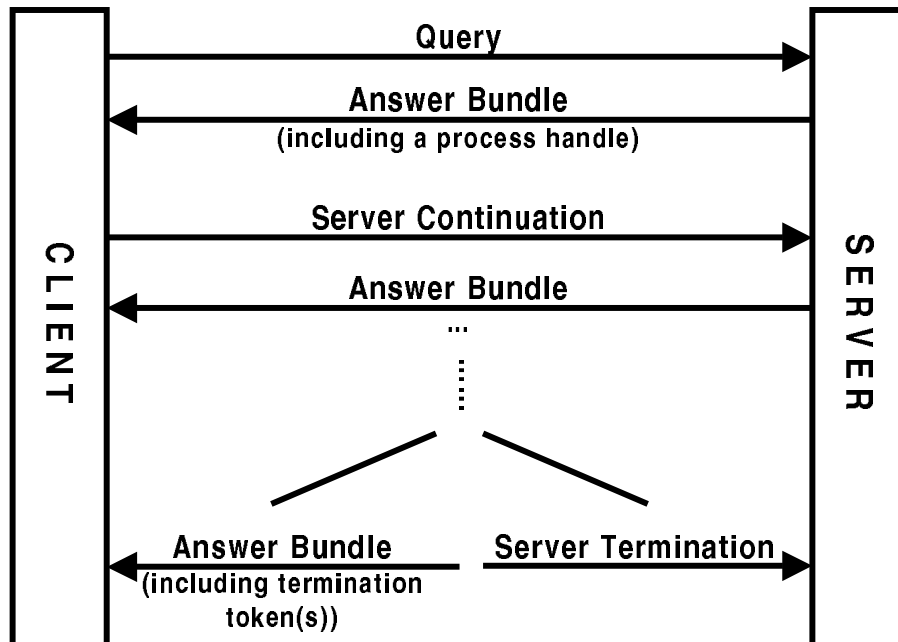 Query
Answer Bundle
(including a process handle)
Server Continuation
Answer Bundle
...
CLIENT
SERVER
Answer Bundle
(including termination
token(s))
Server Termination